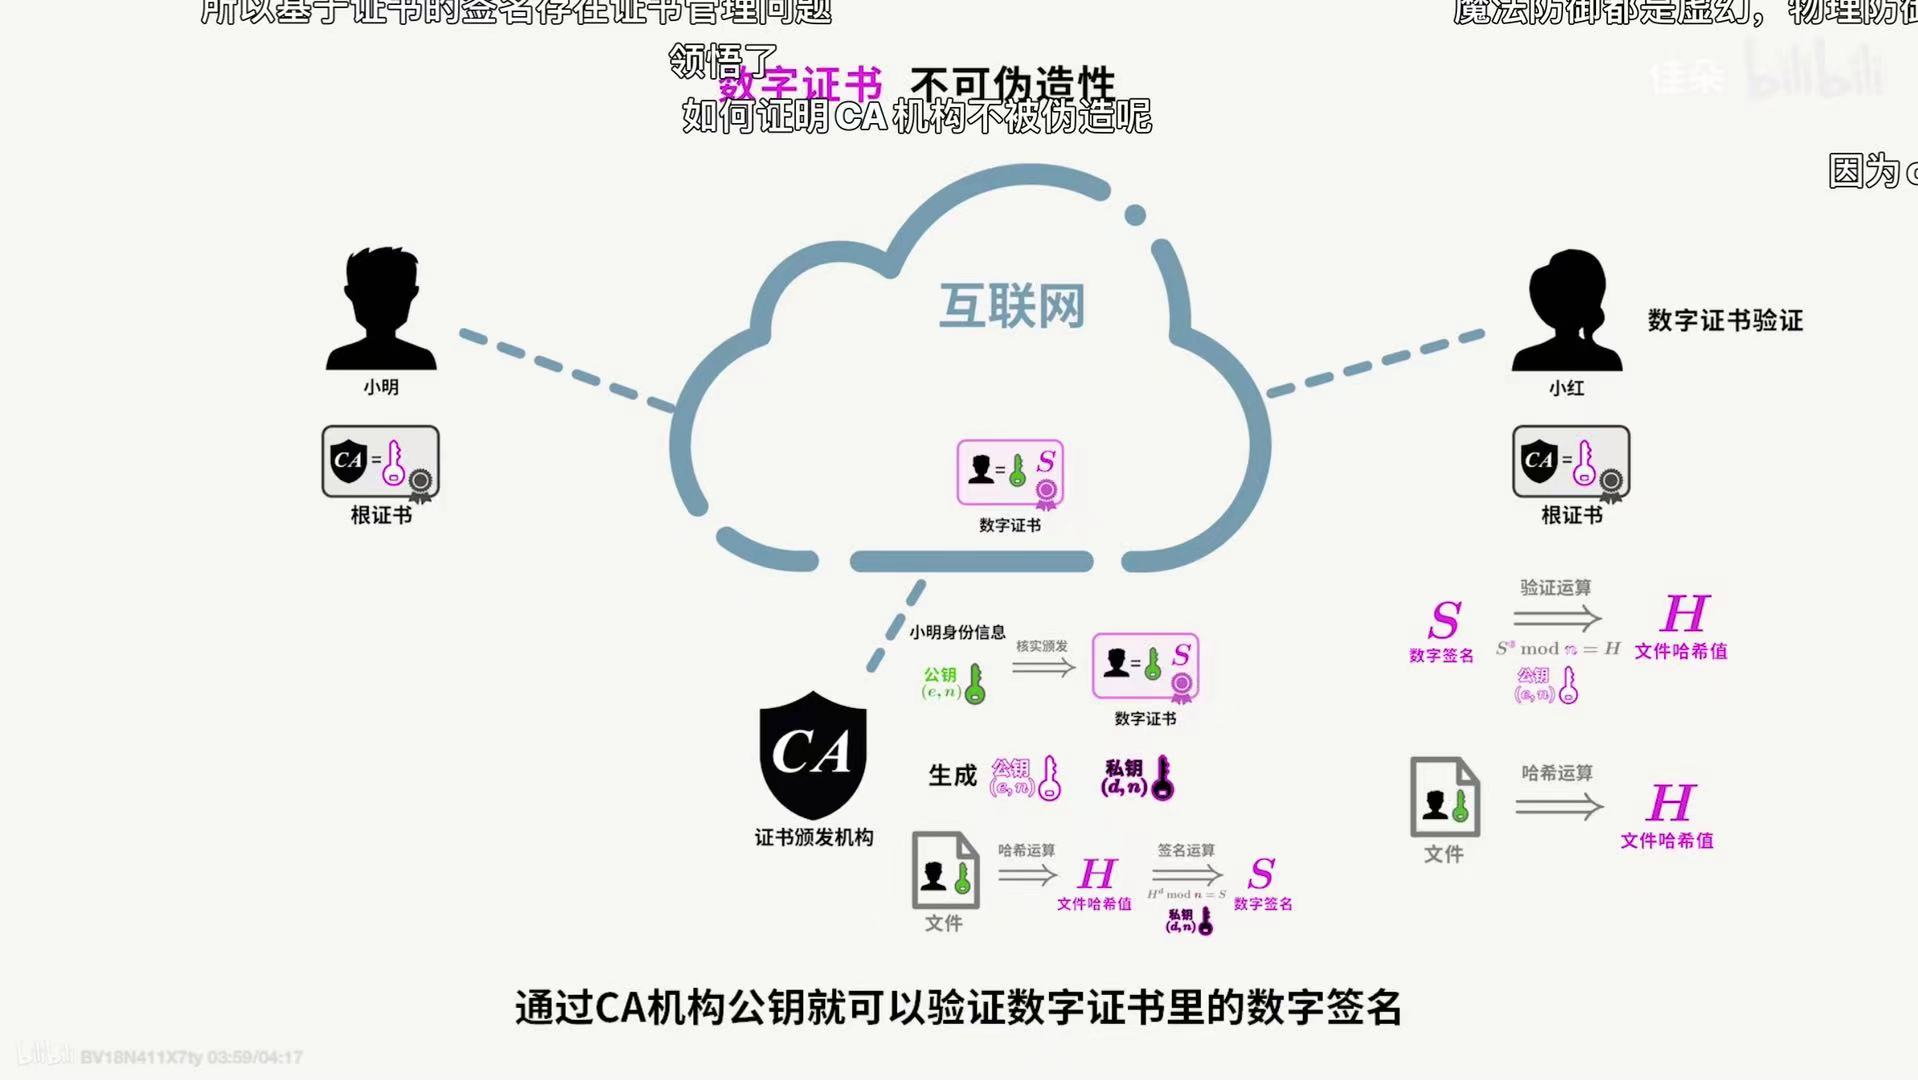 所以基于证书的签名存在证书管理问题
魔法防御都是虚幻，物理防御
领悟了
数字证书 不可伪造性
佳朵 bilibili
如何证明CA机构不被伪造呢
因为c
互联网
小明
小红
数字证书验证
CA =
根证书
= S
数字证书
CA =
根证书
小明身份信息
公钥
(e, n)
核实颁发
= S
数字证书
CA
证书颁发机构
生成
公钥
(e, n)
私钥
(d, n)
文件
哈希运算
H
文件哈希值
签名运算
H^d mod n = S
私钥
(d, n)
S
数字签名
S
数字签名
验证运算
S^e mod n = H
公钥
(e, n)
H
文件哈希值
文件
哈希运算
H
文件哈希值
通过CA机构公钥就可以验证数字证书里的数字签名
bilibili BV18N411X7ty 03:59/04:17